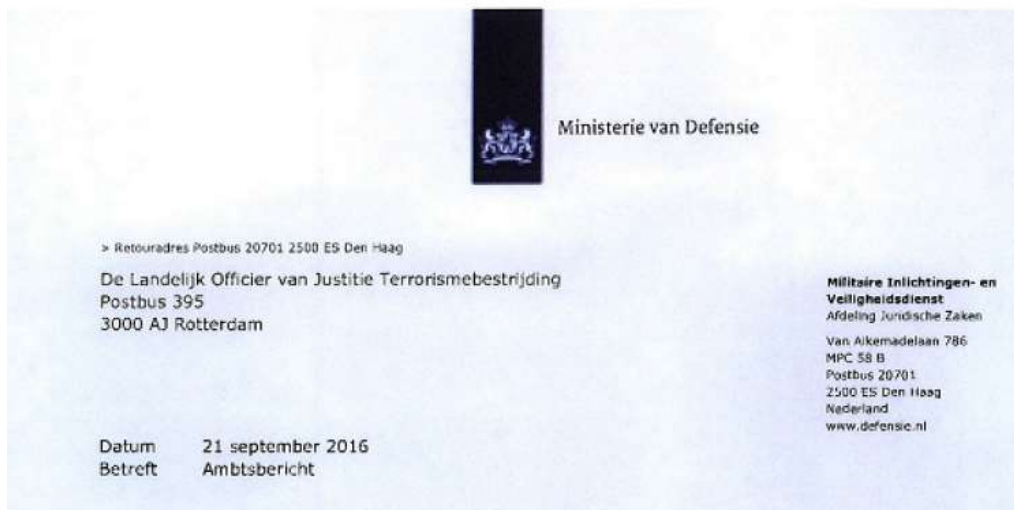 Ministerie van Defensie
> Retouradres Postbus 20701 2500 ES Den Haag
De Landelijk Officier van Justitie Terrorismebestrijding
Postbus 395
3000 AJ Rotterdam
Militaire Inlichtingen- en
Veiligheidsdienst
Afdeling Juridische Zaken
Van Alkemadelaan 786
MPC 58 B
Postbus 20701
2500 ES Den Haag
Nederland
www.defensie.nl
Datum 21 september 2016
Betreft Ambtsbericht